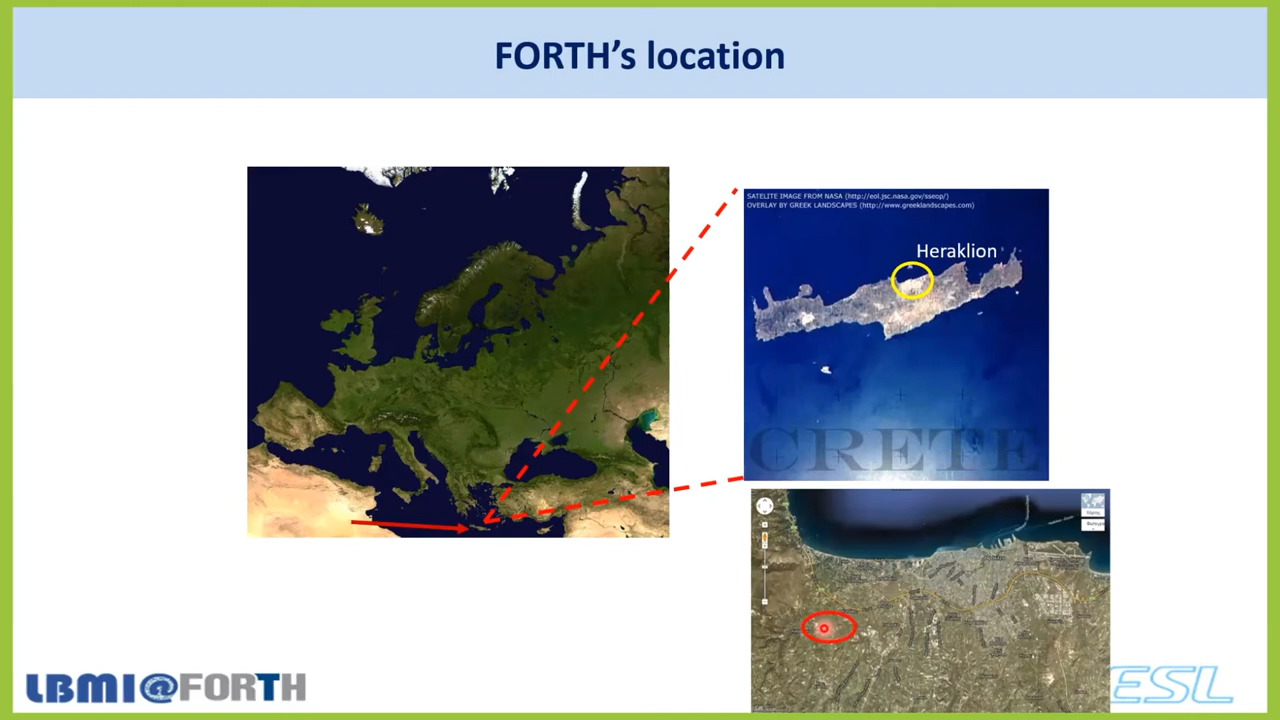 FORTH's location
SATELITE IMAGE FROM NASA (http://eol.jsc.nasa.gov/sseop/)
OVERLAY BY GREEK LANDSCAPES (http://www.greeklandscapes.com)
Heraklion
CRETE
LBMI@FORTH
ESL